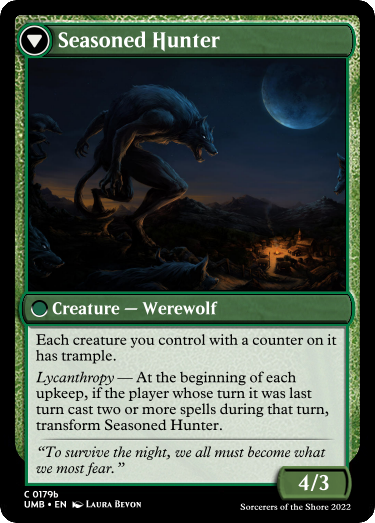 Seasoned Hunter
Creature — Werewolf
Each creature you control with a counter on it
has trample.
Lycanthropy — At the beginning of each
upkeep, if the player whose turn it was last
turn cast two or more spells during that turn,
transform Seasoned Hunter.
“To survive the night, we all must become what
we most fear.”
4/3
C 0179b
UMB • EN Laura Bevon
Sorcerers of the Shore 2022